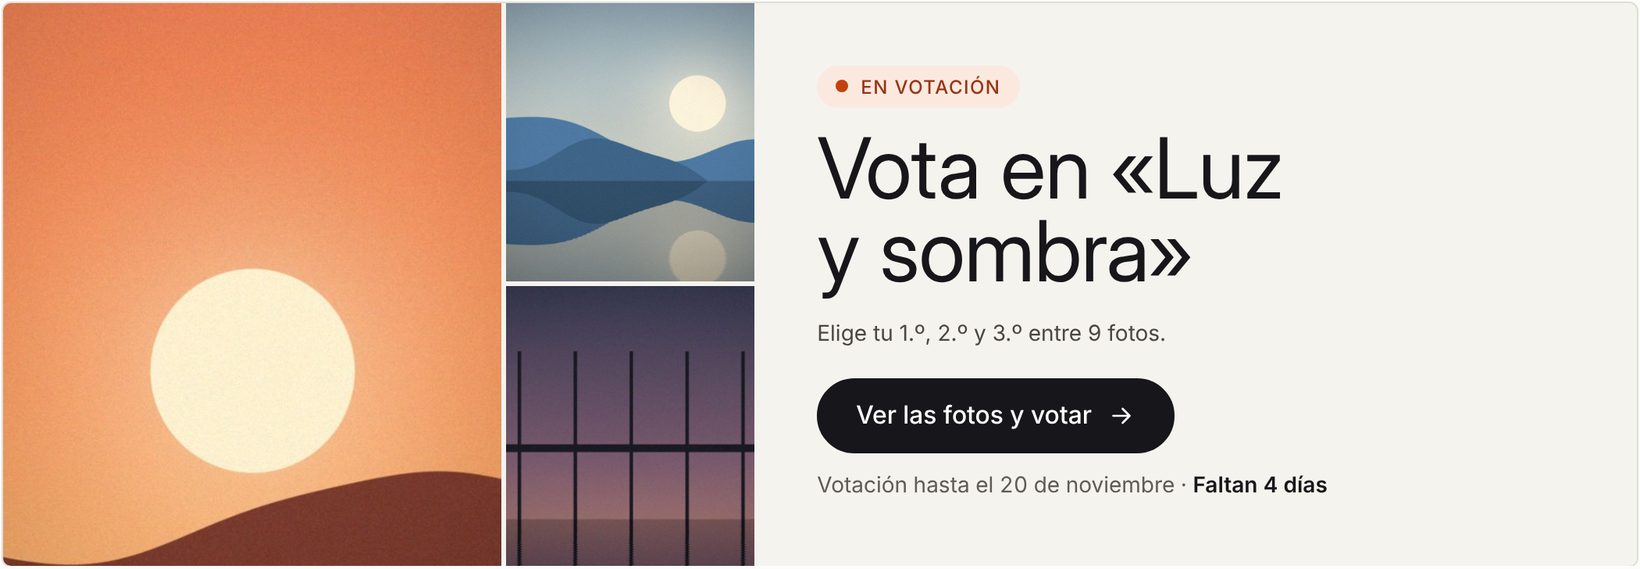 EN VOTACIÓN
Vota en «Luz
y sombra»
Elige tu 1.º, 2.º y 3.º entre 9 fotos.
Ver las fotos y votar →
Votación hasta el 20 de noviembre · Faltan 4 días